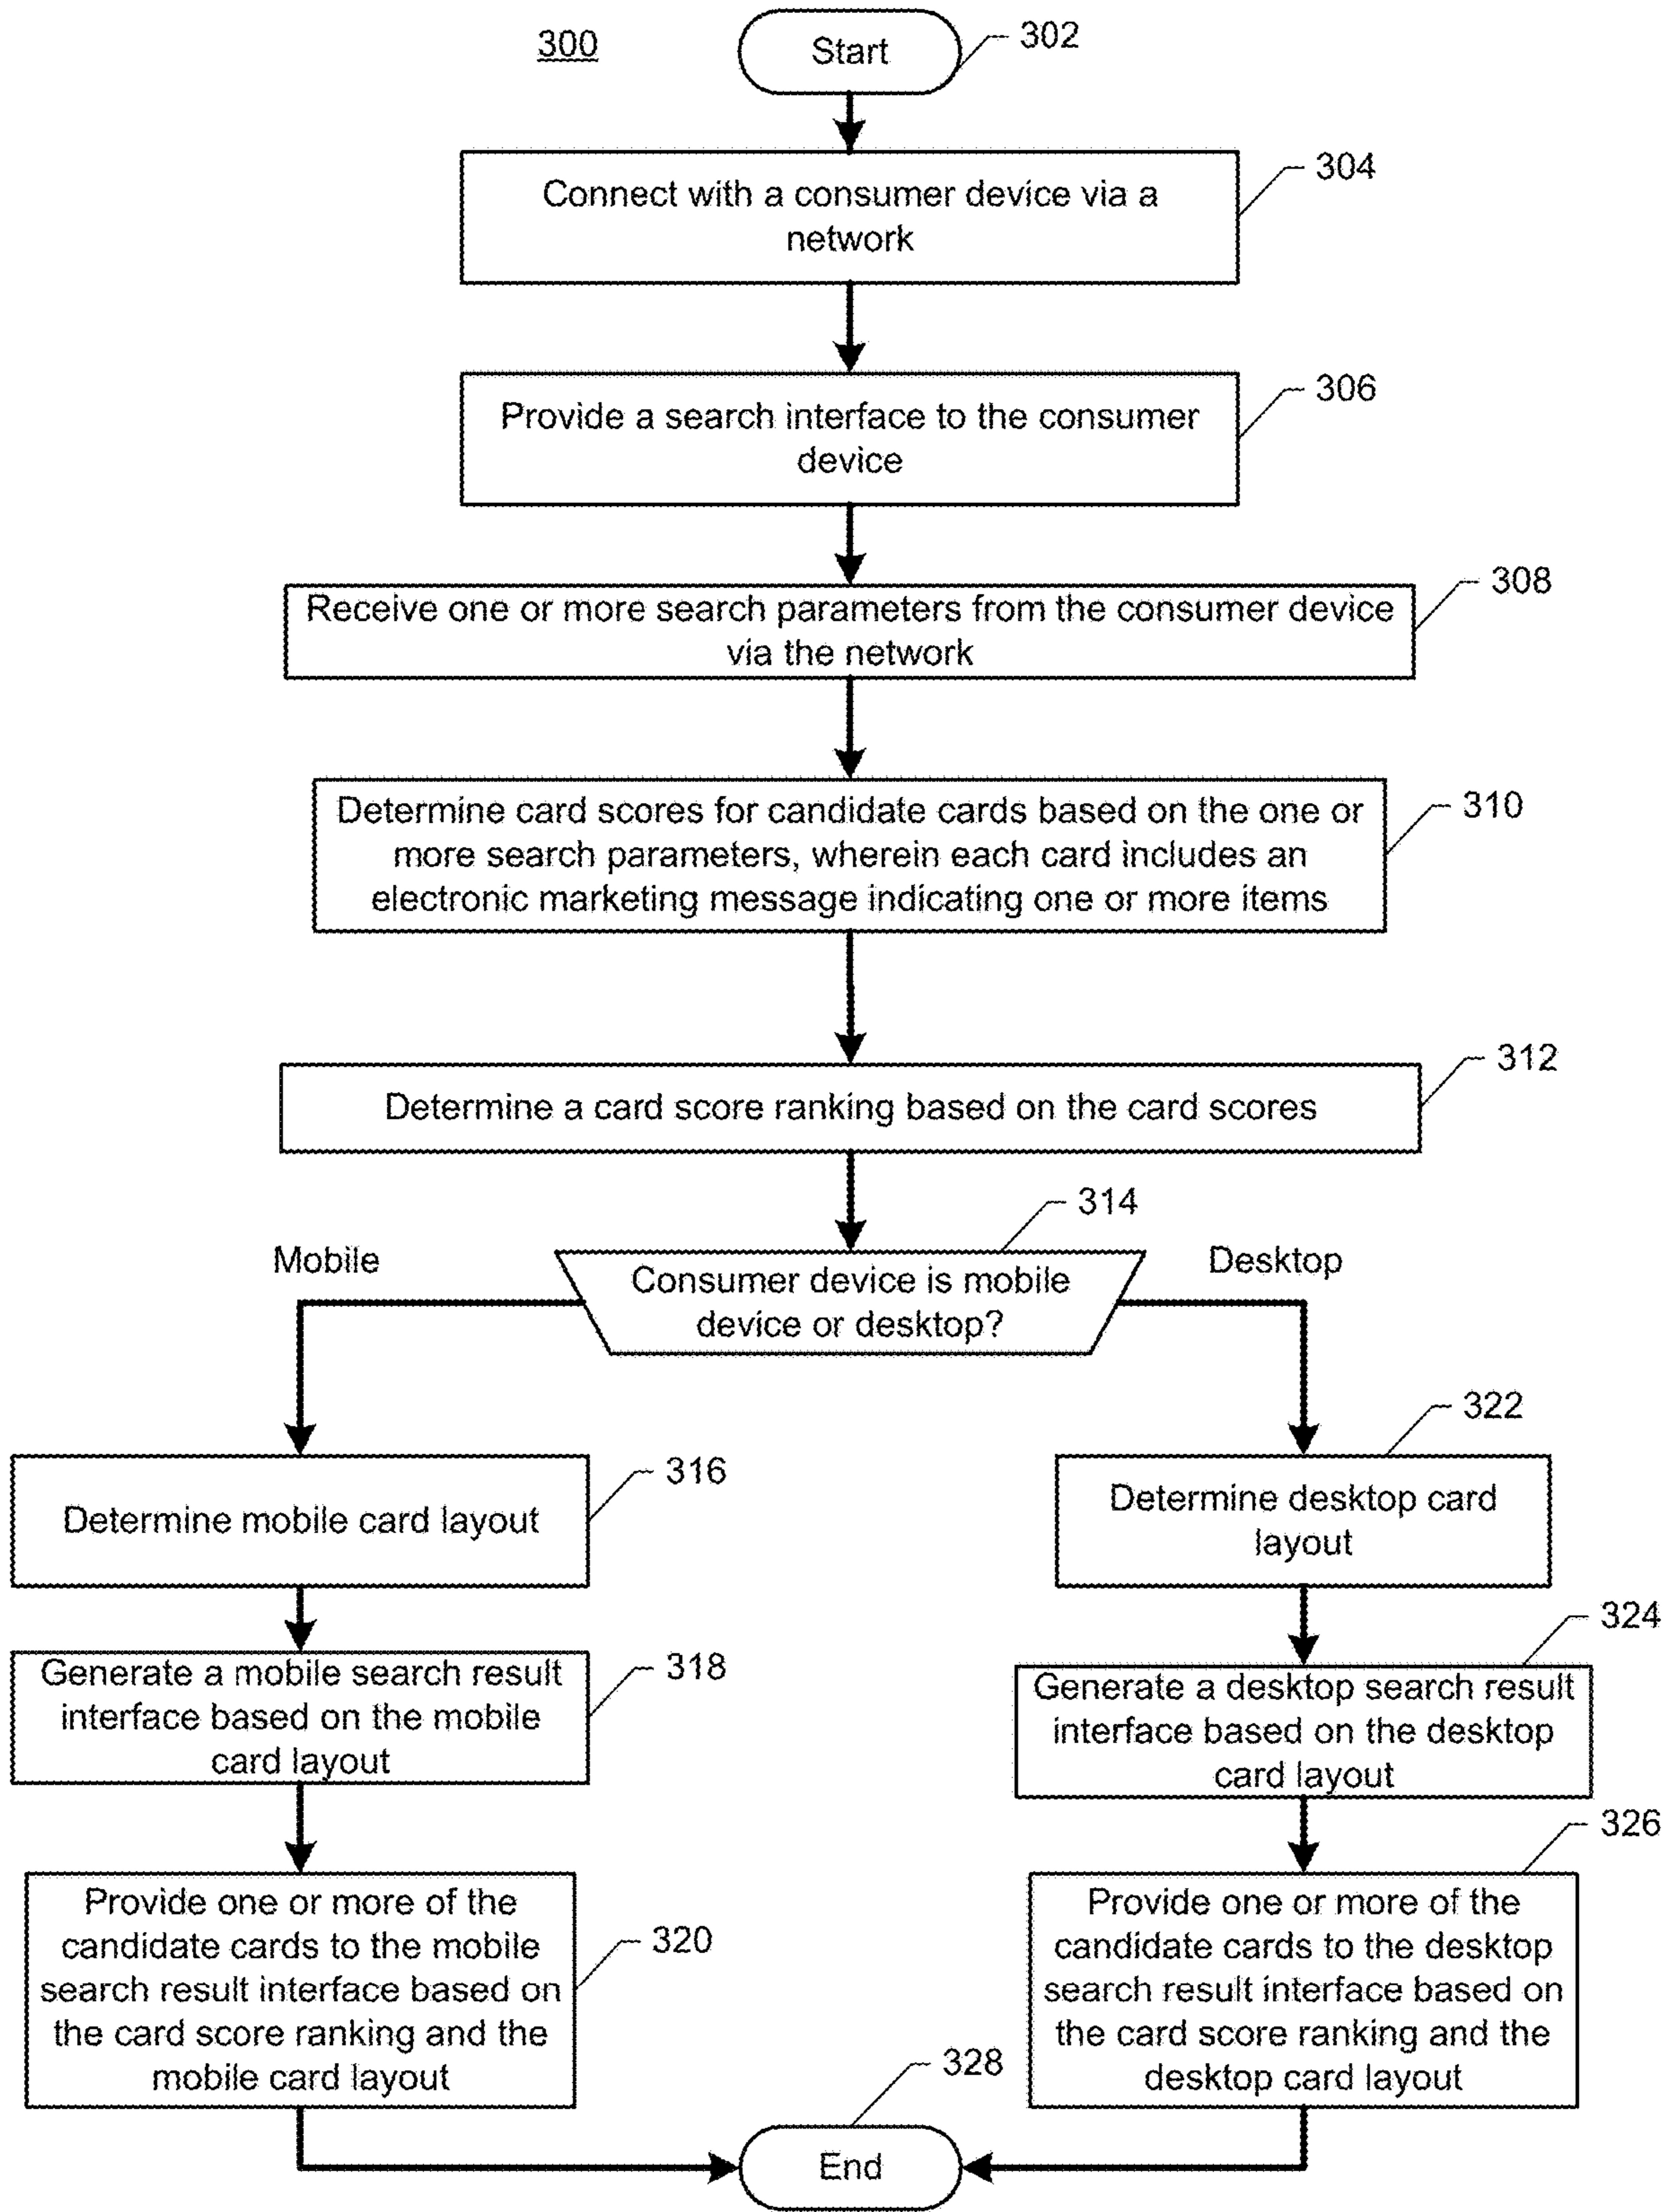 300
Start
302
Connect with a consumer device via a
network
304
Provide a search interface to the consumer
device
306
Receive one or more search parameters from the consumer device
via the network
308
Determine card scores for candidate cards based on the one or
more search parameters, wherein each card includes an
electronic marketing message indicating one or more items
310
Determine a card score ranking based on the card scores
312
314
Mobile
Consumer device is mobile
device or desktop?
Desktop
Determine mobile card layout
316
Generate a mobile search result
interface based on the mobile
card layout
318
Provide one or more of the
candidate cards to the mobile
search result interface based on
the card score ranking and the
mobile card layout
320
322
Determine desktop card
layout
324
Generate a desktop search result
interface based on the desktop
card layout
326
Provide one or more of the
candidate cards to the desktop
search result interface based on
the card score ranking and the
desktop card layout
328
End